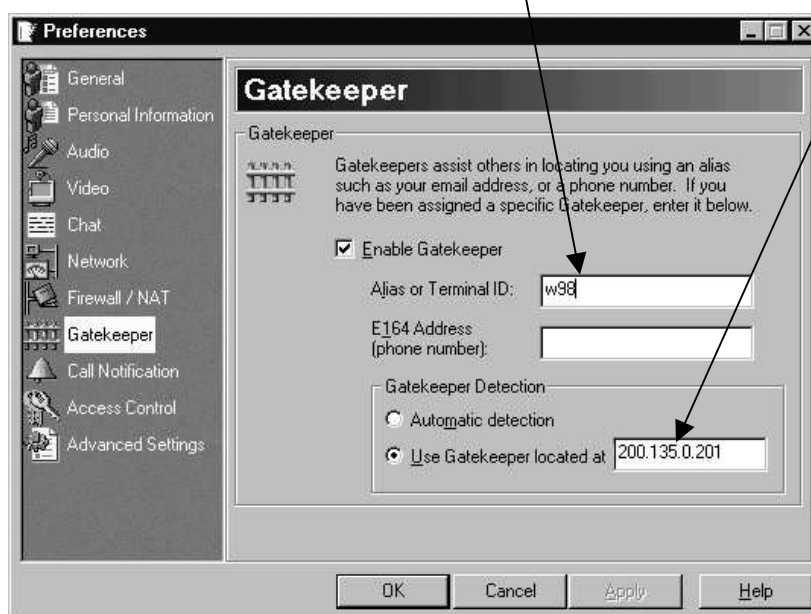 Preferences
General
Personal Information
Audio
Video
Chat
Network
Firewall / NAT
Gatekeeper
Call Notification
Access Control
Advanced Settings
Gatekeeper
Gatekeeper
Gatekeepers assist others in locating you using an alias
such as your email address, or a phone number. If you
have been assigned a specific Gatekeeper, enter it below.
Enable Gatekeeper
Alias or Terminal ID: w98
E164 Address
(phone number):
Gatekeeper Detection
Automatic detection
Use Gatekeeper located at 200.135.0.201
OK Cancel Apply Help